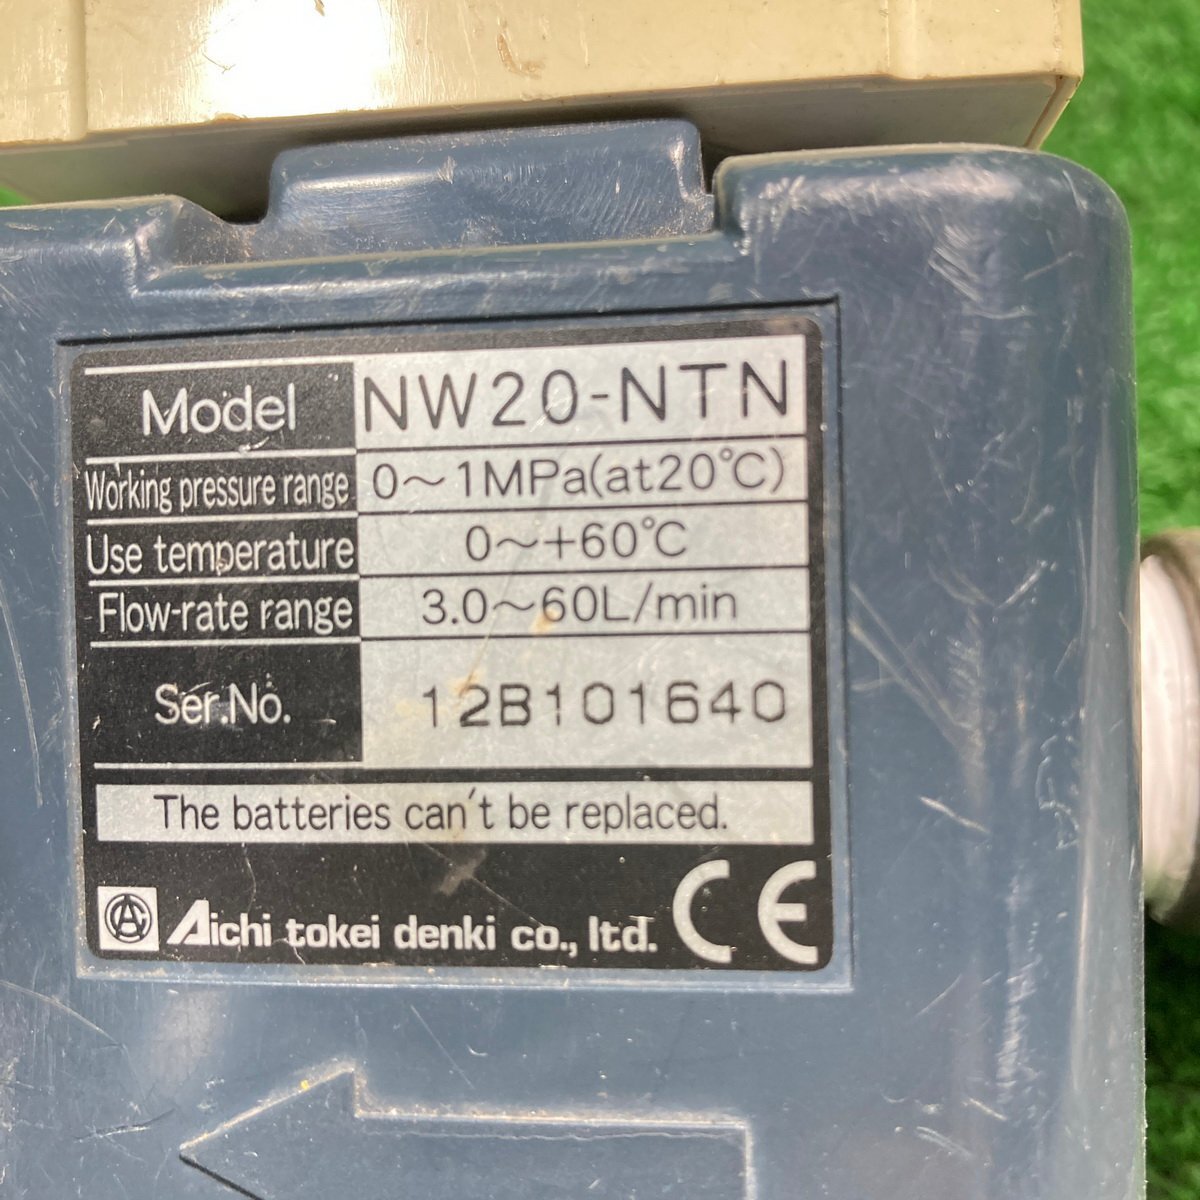 Model NW20-NTN
Working pressure range 0～1MPa(at20℃)
Use temperature 0～+60℃
Flow-rate range 3.0～60L/min
Ser.No. 12B101640
The batteries can't be replaced.
Aichi tokei denki co., ltd. CE